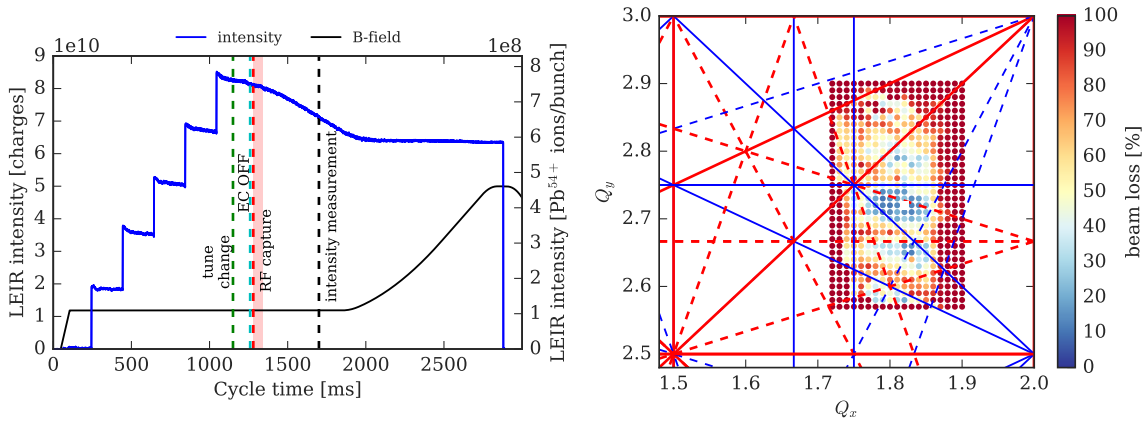 intensity B-field
1e10
1e8
9
8
7
6
5
4
3
2
1
0
LEIR intensity [charges]
0 500 1000 1500 2000 2500
Cycle time [ms]
tune
change
EC OFF
RF capture
intensity measurement
8
7
6
5
4
3
2
1
0
LEIR intensity [Pb54+ ions/bunch]
3.0
2.9
2.8
2.7
2.6
2.5
Qy
1.5 1.6 1.7 1.8 1.9 2.0
Qx
100
90
80
70
60
50
40
30
20
10
0
beam loss [%]